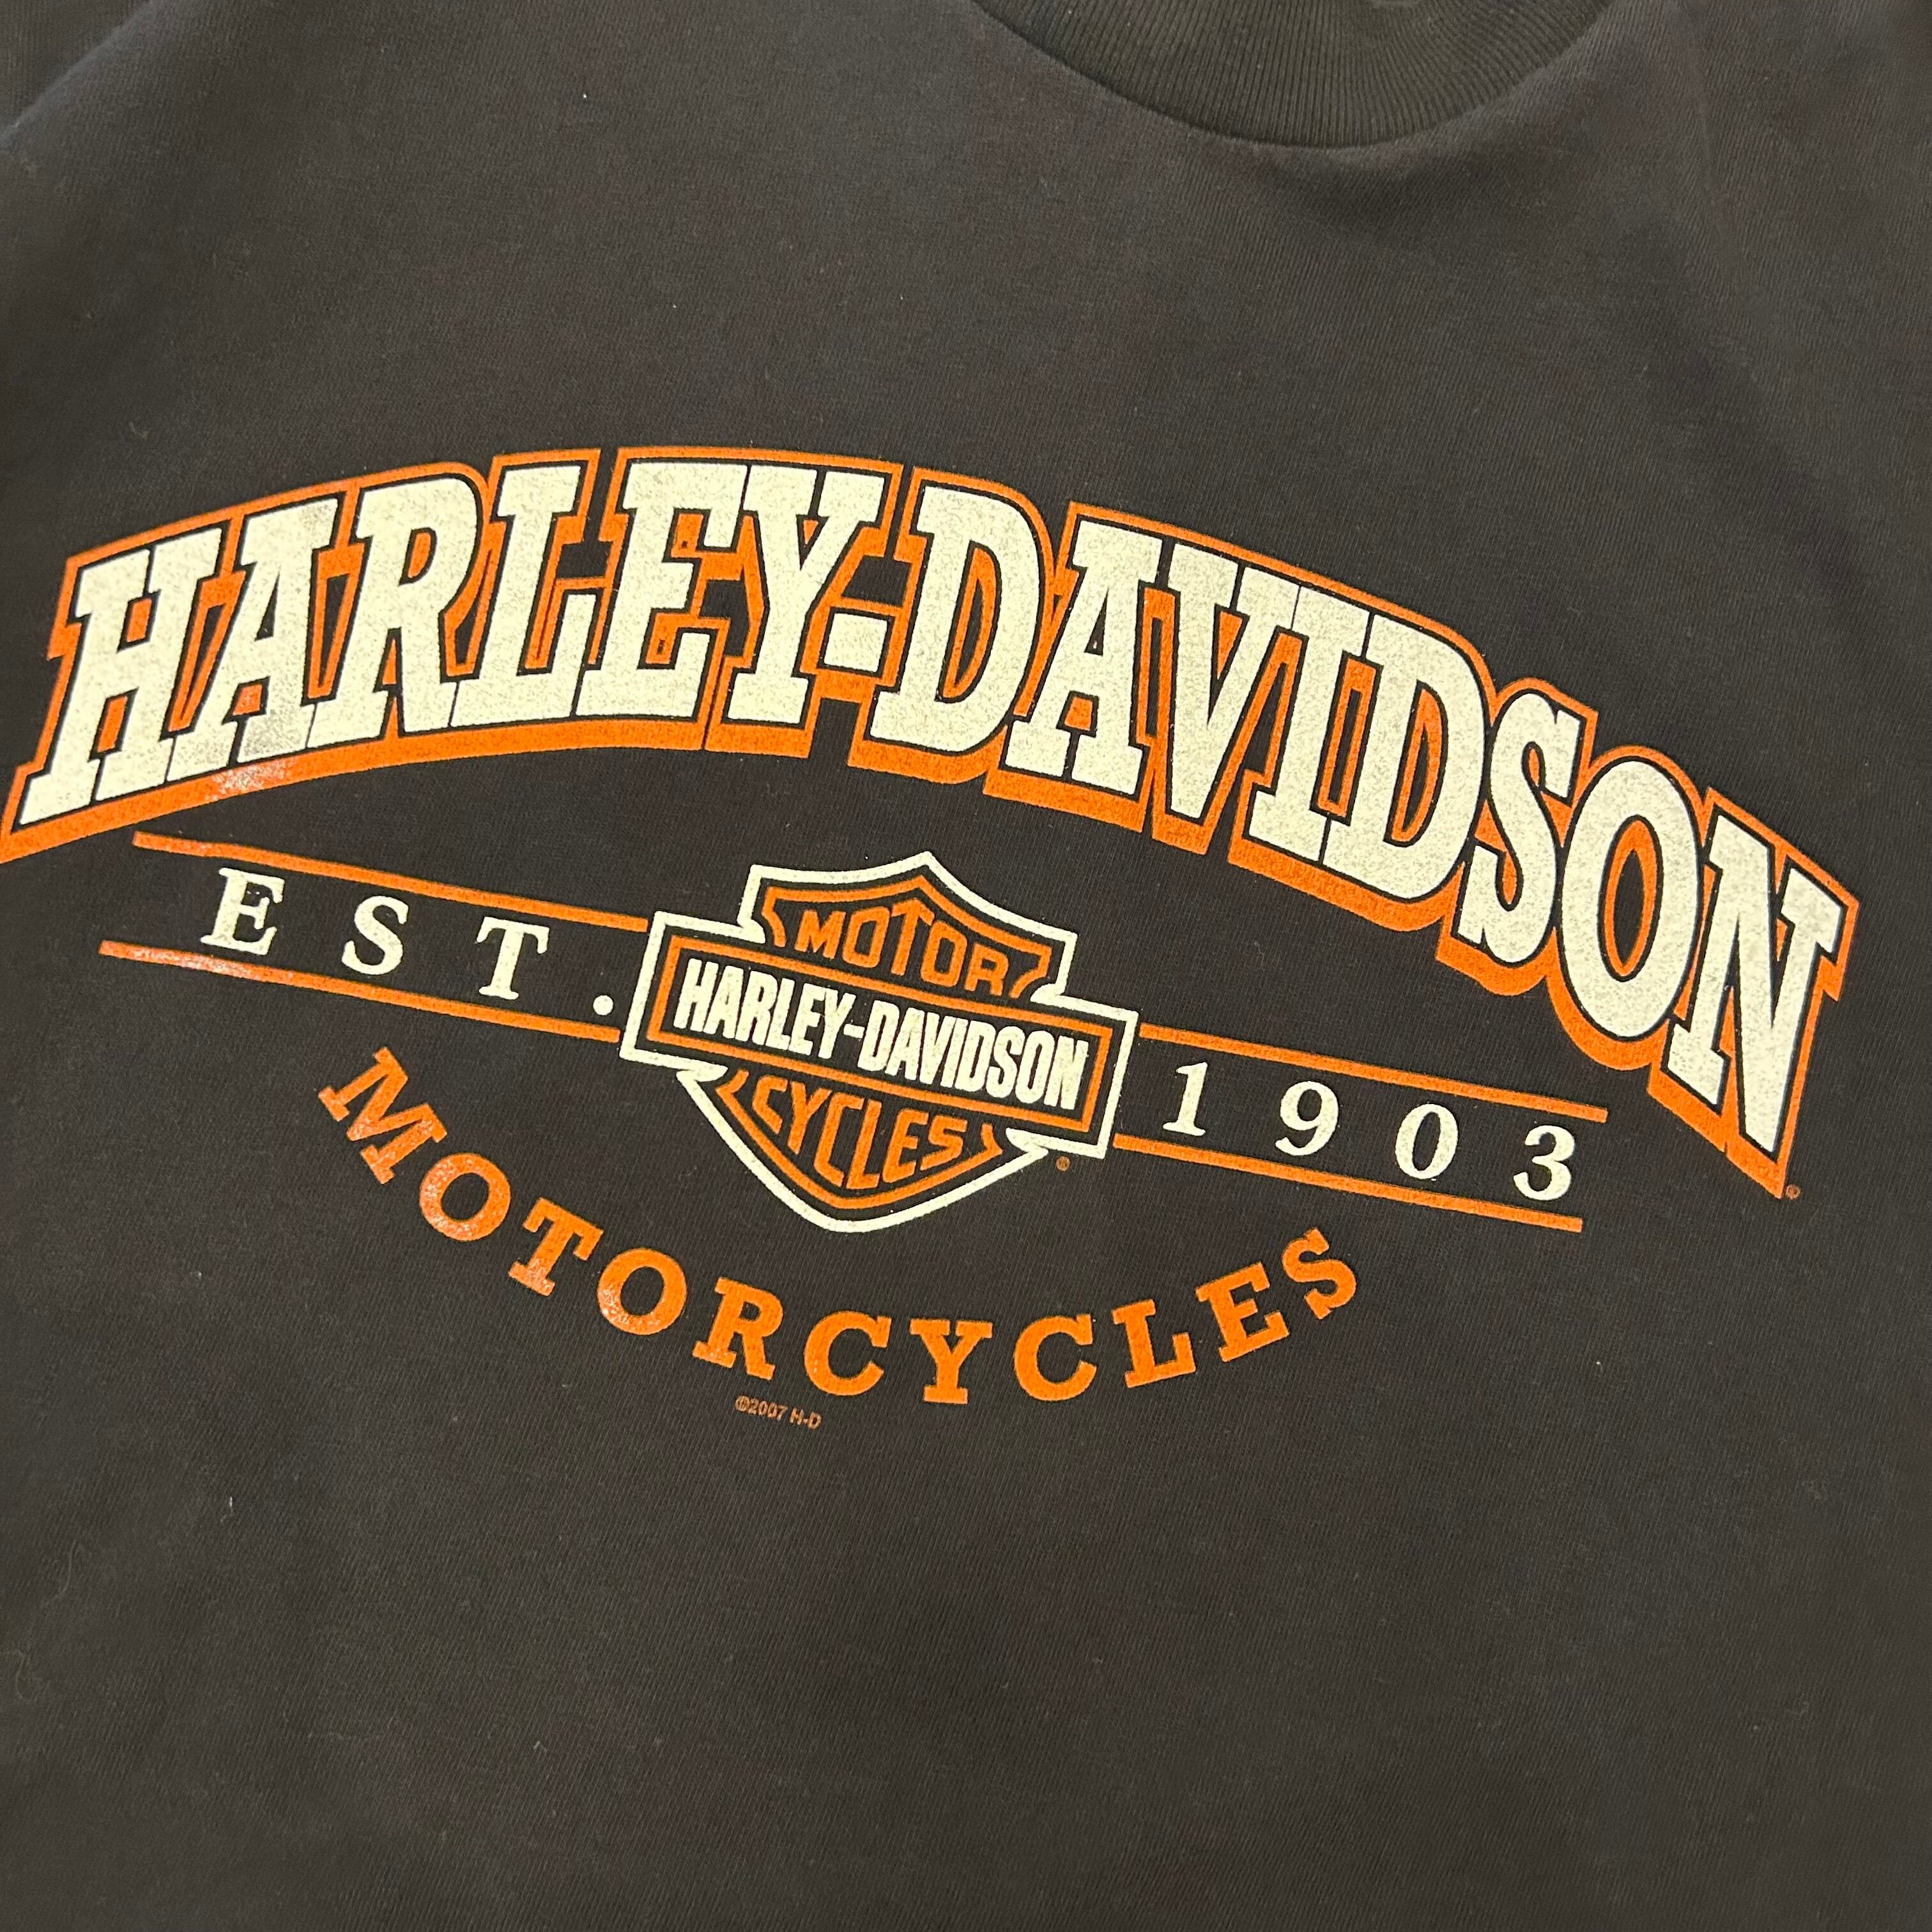 HARLEY-DAVIDSON®
EST. 1903
MOTOR
HARLEY-DAVIDSON
CYCLES®
MOTORCYCLES
©2007 H-D